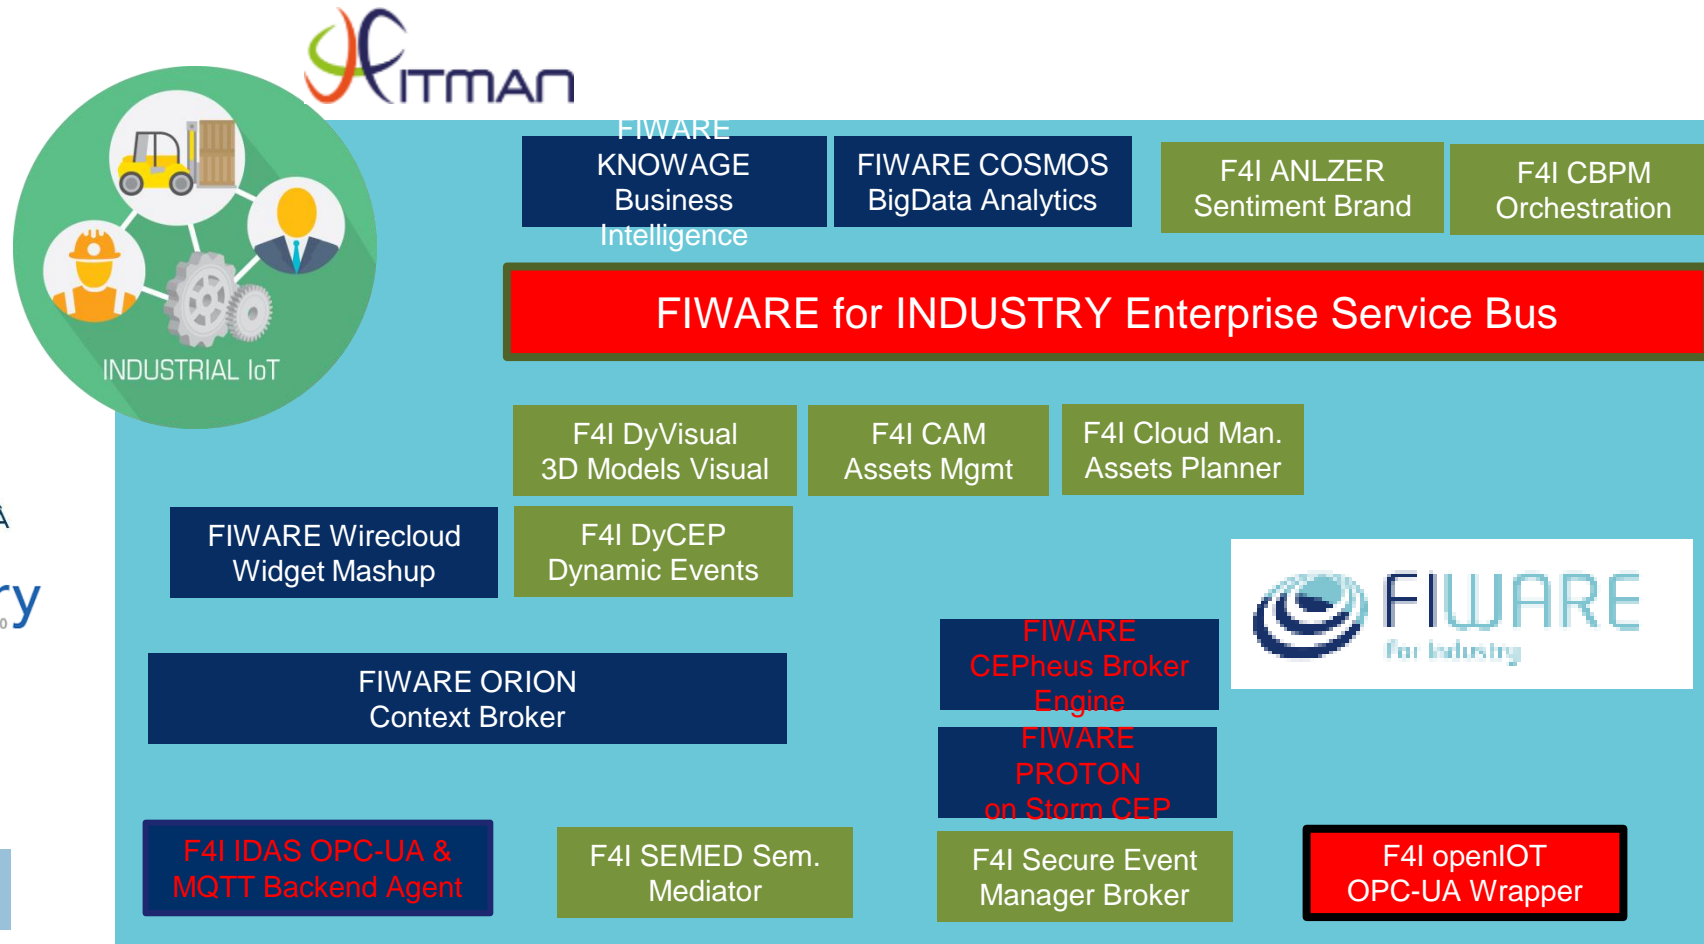 FITMAN
INDUSTRIAL IoT
FIWARE
KNOWAGE
Business
Intelligence
FIWARE COSMOS
BigData Analytics
F4I ANLZER
Sentiment Brand
F4I CBPM
Orchestration
FIWARE for INDUSTRY Enterprise Service Bus
F4I DyVisual
3D Models Visual
F4I CAM
Assets Mgmt
F4I Cloud Man.
Assets Planner
FIWARE Wirecloud
Widget Mashup
F4I DyCEP
Dynamic Events
ry
FIWARE
For Industry
FIWARE
CEPheus Broker
Engine
FIWARE ORION
Context Broker
FIWARE
PROTON
on Storm CEP
F4I IDAS OPC-UA &
MQTT Backend Agent
F4I SEMED Sem.
Mediator
F4I Secure Event
Manager Broker
F4I openIOT
OPC-UA Wrapper